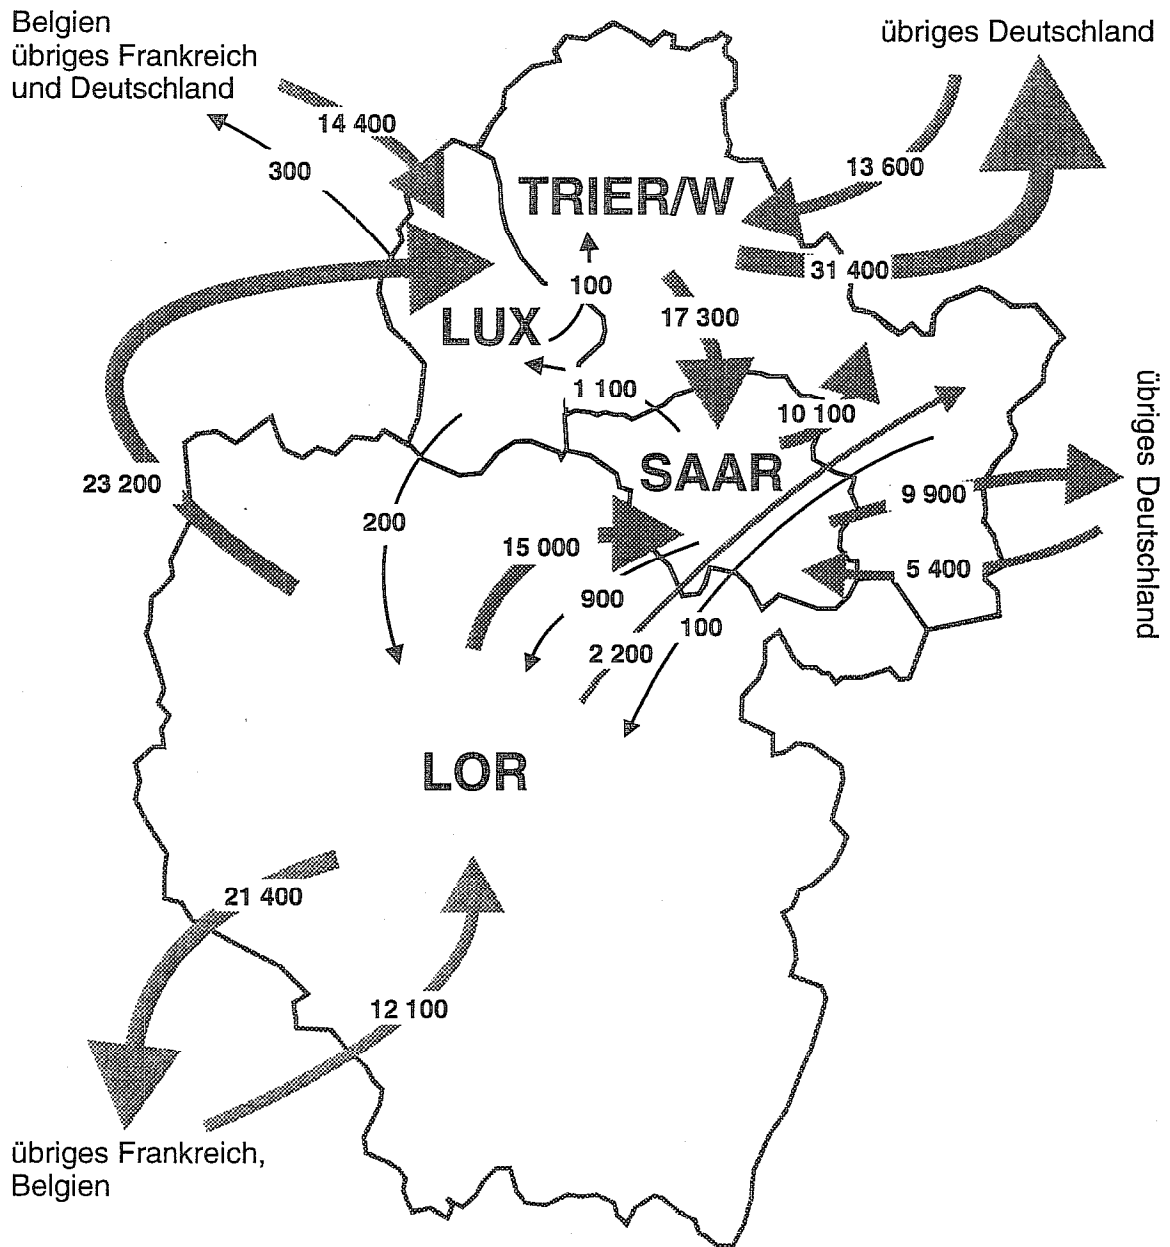 Belgien
übriges Frankreich
und Deutschland
übriges Deutschland
14 400
300
13 600
TRIER/W
31 400
100
17 300
LUX
1 100
10 100
SAAR
23 200
9 900
übriges Deutschland
200
15 000
5 400
900
100
2 200
LOR
21 400
12 100
übriges Frankreich,
Belgien